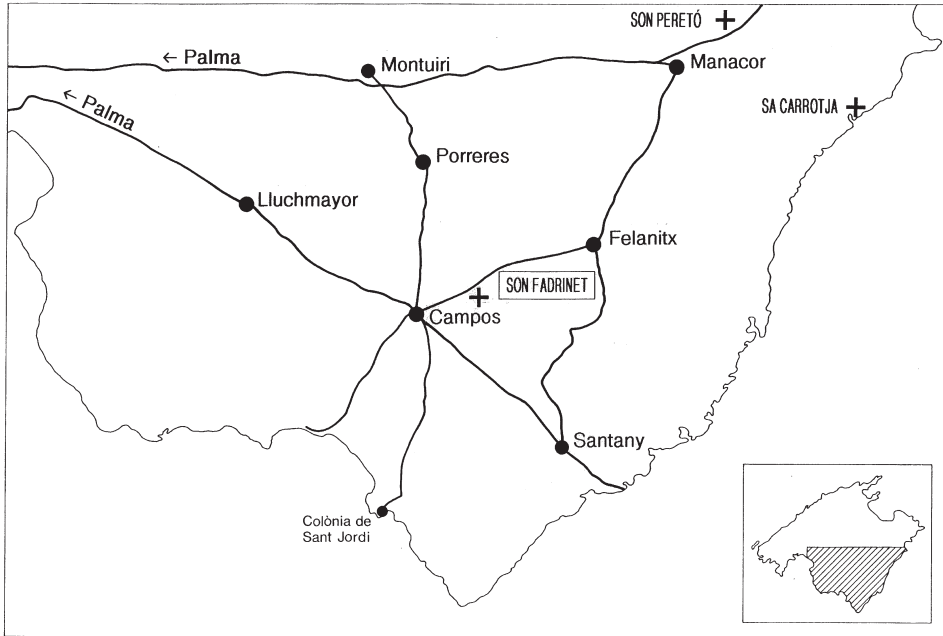 SON PERETÓ
← Palma
Montuiri
Manacor
← Palma
SA CARROTJA
Porreres
Lluchmayor
Felanitx
SON FADRINET
Campos
Santany
Colònia de
Sant Jordi